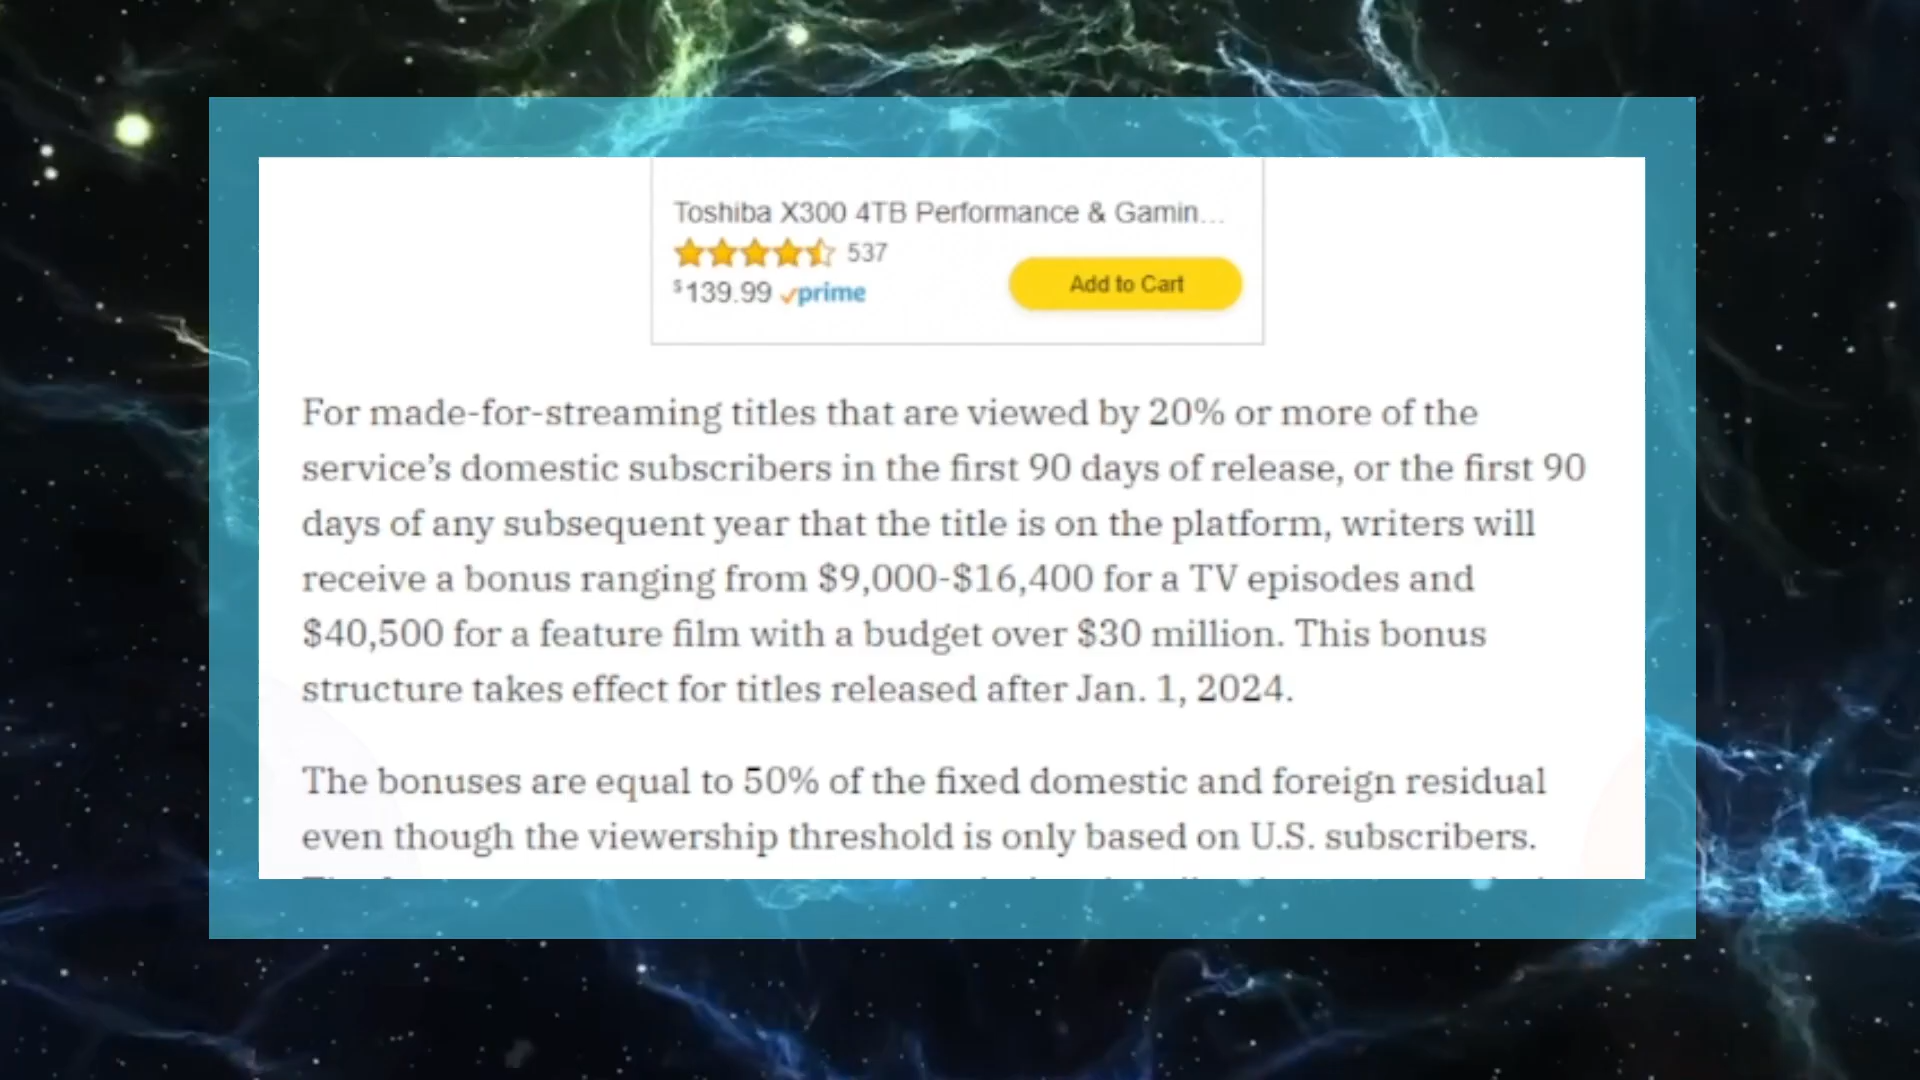 Toshiba X300 4TB Performance & Gamin...
537
$139.99 prime
Add to Cart
For made-for-streaming titles that are viewed by 20% or more of the
service’s domestic subscribers in the first 90 days of release, or the first 90
days of any subsequent year that the title is on the platform, writers will
receive a bonus ranging from $9,000-$16,400 for a TV episodes and
$40,500 for a feature film with a budget over $30 million. This bonus
structure takes effect for titles released after Jan. 1, 2024.
The bonuses are equal to 50% of the fixed domestic and foreign residual
even though the viewership threshold is only based on U.S. subscribers.